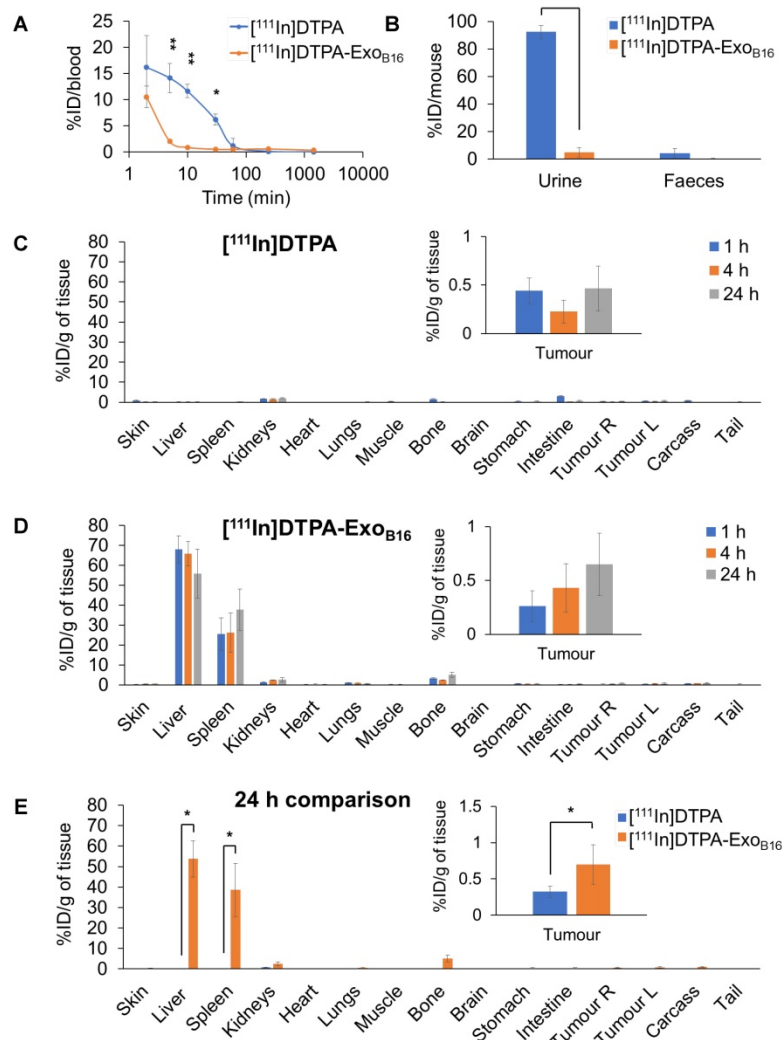 A
%ID/blood
25
20
15
10
5
0
**
**
*
[¹¹¹In]DTPA
[¹¹¹In]DTPA-Exo_B16
1 10 100 1000 10000
Time (min)
B
%ID/mouse
100
80
60
40
20
0
[¹¹¹In]DTPA
[¹¹¹In]DTPA-Exo_B16
Urine Faeces
C
[¹¹¹In]DTPA
%ID/g of tissue
80
70
60
50
40
30
20
10
0
Skin Liver Spleen Kidneys Heart Lungs Muscle Bone Brain Stomach Intestine Tumour R Tumour L Carcass Tail
%ID/g of tissue
1
0.5
0
Tumour
1 h
4 h
24 h
D
[¹¹¹In]DTPA-Exo_B16
%ID/g of tissue
80
70
60
50
40
30
20
10
0
Skin Liver Spleen Kidneys Heart Lungs Muscle Bone Brain Stomach Intestine Tumour R Tumour L Carcass Tail
%ID/g of tissue
1
0.5
0
Tumour
1 h
4 h
24 h
E
24 h comparison
%ID/g of tissue
80
70
60
50
40
30
20
10
0
*
*
Skin Liver Spleen Kidneys Heart Lungs Muscle Bone Brain Stomach Intestine Tumour R Tumour L Carcass Tail
%ID/g of tissue
1.5
1
0.5
0
*
Tumour
[¹¹¹In]DTPA
[¹¹¹In]DTPA-Exo_B16